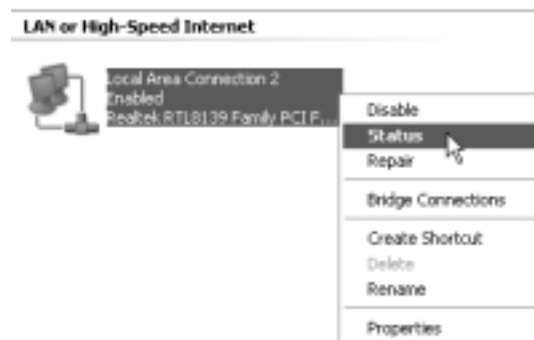 LAN or High-Speed Internet
Local Area Connection 2
Enabled
Realtek RTL8139 Family PCI F...
Disable
Status
Repair
Bridge Connections
Create Shortcut
Delete
Rename
Properties